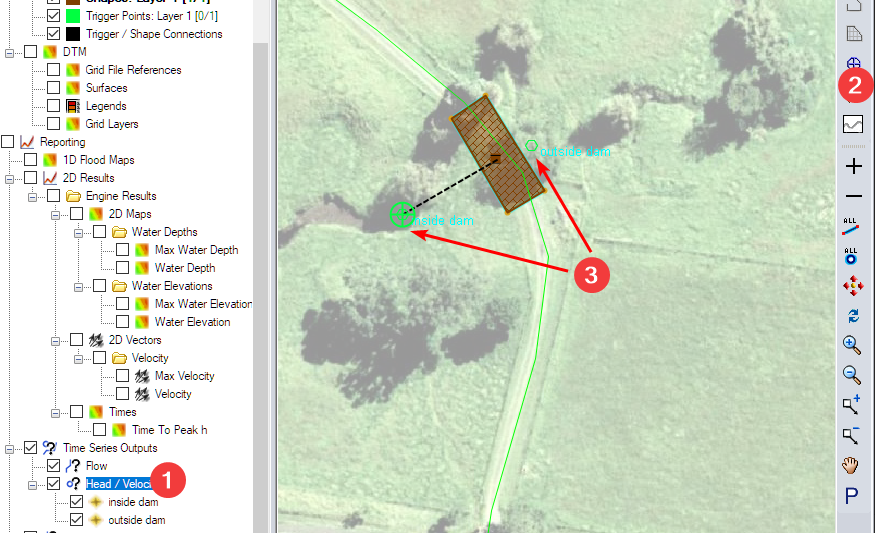 Shapes: Layer 1 [1/1]
Trigger Points: Layer 1 [0/1]
Trigger / Shape Connections
DTM
Grid File References
Surfaces
Legends
Grid Layers
Reporting
1D Flood Maps
2D Results
Engine Results
2D Maps
Water Depths
Max Water Depth
Water Depth
Water Elevations
Max Water Elevation
Water Elevation
2D Vectors
Velocity
Max Velocity
Velocity
Times
Time To Peak h
Time Series Outputs
Flow
Head / Veloci
1
inside dam
outside dam
outside dam
inside dam
3
2
ALL
ALL
P